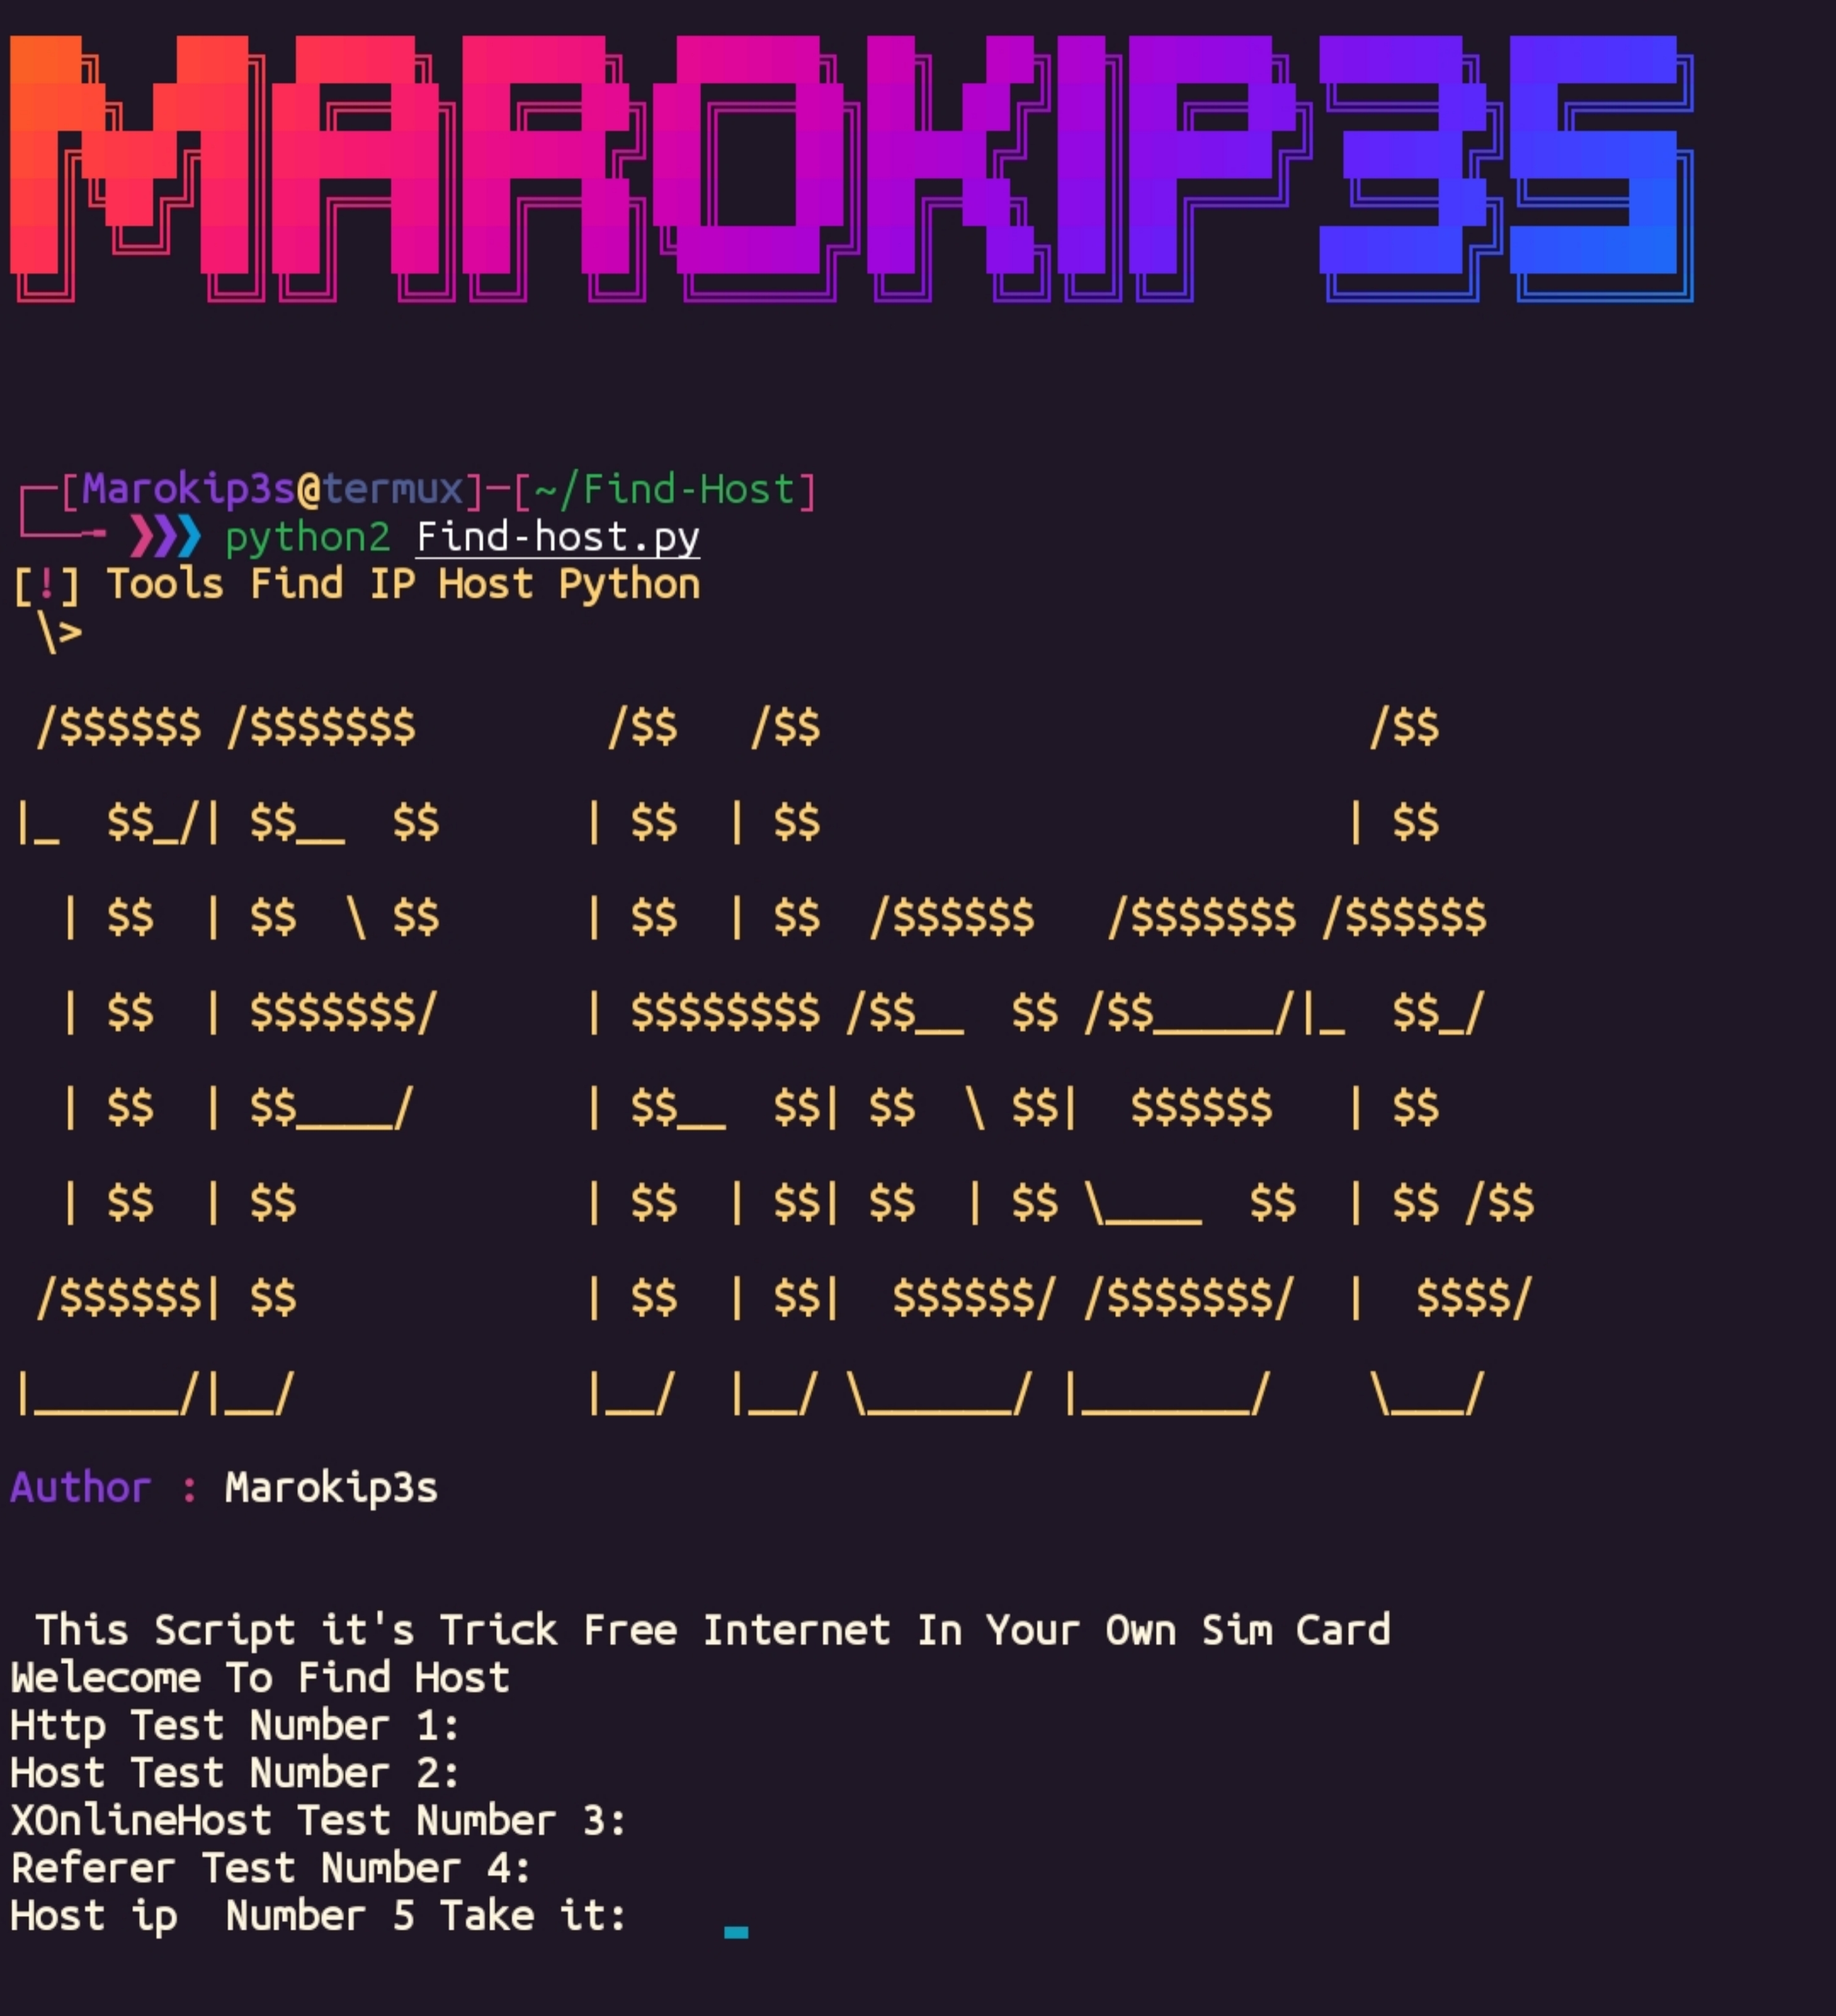 MAROKIP3S
┌─[Marokip3s@termux]─[~/Find-Host]
└──╼ ❯❯❯ python2 Find-host.py
[!] Tools Find IP Host Python
 \>
 /$$$$$$ /$$$$$$$        /$$   /$$                       /$$
|_  $$_/| $$__  $$      | $$  | $$                      | $$
  | $$  | $$  \ $$      | $$  | $$  /$$$$$$   /$$$$$$$ /$$$$$$
  | $$  | $$$$$$$/      | $$$$$$$$ /$$__  $$ /$$_____/|_  $$_/
  | $$  | $$____/       | $$__  $$| $$  \ $$|  $$$$$$   | $$
  | $$  | $$            | $$  | $$| $$  | $$ \____  $$  | $$ /$$
 /$$$$$$| $$            | $$  | $$|  $$$$$$/ /$$$$$$$/  |  $$$$/
|______/|__/            |__/  |__/ \______/ |_______/    \___/
Author : Marokip3s
 This Script it's Trick Free Internet In Your Own Sim Card
Welecome To Find Host
Http Test Number 1:
Host Test Number 2:
XOnlineHost Test Number 3:
Referer Test Number 4:
Host ip  Number 5 Take it: